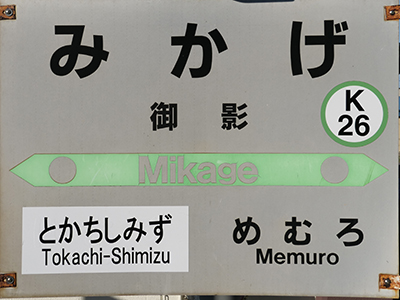 みかげ
御影
K
26
Mikage
とかちしみず
Tokachi-Shimizu
めむろ
Memuro